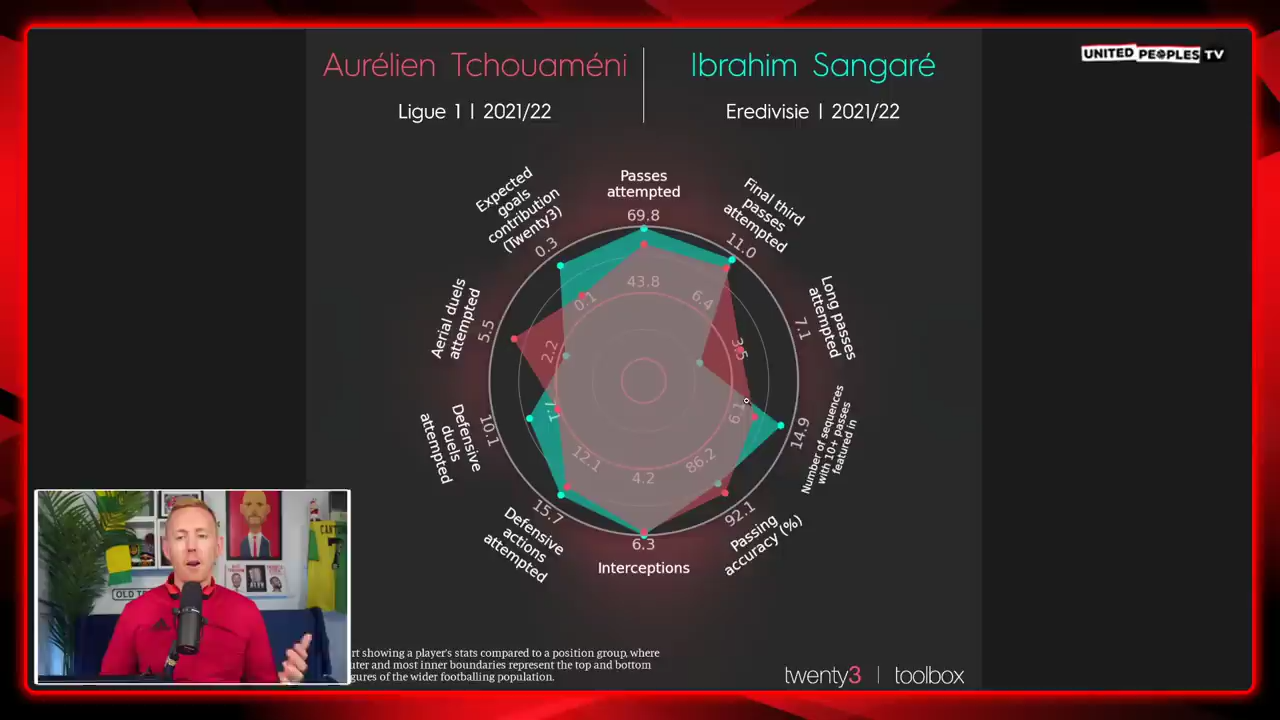 Aurélien Tchouaméni
Ibrahim Sangaré
UNITED PEOPLES TV
Ligue 1 | 2021/22
Eredivisie | 2021/22
Passes
attempted
69.8
43.8
Final third
passes
attempted
11.0
6.4
Long passes
attempted
7.1
3.5
Number of sequences
with 10+ passes
featured in
14.9
6.1
Passing
accuracy (%)
92.1
86.2
Interceptions
6.3
4.2
Defensive
actions
attempted
15.7
12.1
Defensive
duels
attempted
10.1
7.1
Aerial duels
attempted
5.5
2.2
Expected
goals
contribution
(Twenty3)
0.3
0.1
OLD
showing a player's stats compared to a position group, where
and most inner boundaries represent the top and bottom
of the wider footballing population.
twenty3 | toolbox